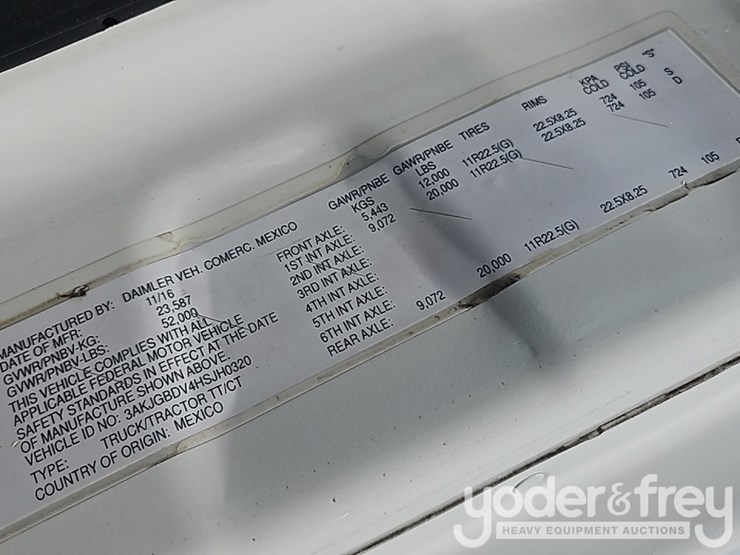 MANUFACTURED BY: DAIMLER VEH. COMERC. MEXICO
DATE OF MFR: 11/16
GVWR/PNBV-KG: 23,587
GVWR/PNBV-LBS: 52,000
THIS VEHICLE COMPLIES WITH ALL
APPLICABLE FEDERAL MOTOR VEHICLE
SAFETY STANDARDS IN EFFECT AT THE DATE
OF MANUFACTURE SHOWN ABOVE.
VEHICLE ID NO: 3AKJGBDV4HSJH0320
TYPE: TRUCK/TRACTOR TT/CT
COUNTRY OF ORIGIN: MEXICO
GAWR/PNBE GAWR/PNBE TIRES RIMS KPA PSI "S"
KGS LBS COLD COLD
FRONT AXLE: 5,443 12,000 11R22.5(G) 22.5X8.25 724 105 S
1ST INT AXLE: 9,072 20,000 11R22.5(G) 22.5X8.25 724 105 D
2ND INT AXLE:
3RD INT AXLE:
4TH INT AXLE:
5TH INT AXLE:
6TH INT AXLE:
REAR AXLE: 9,072 20,000 11R22.5(G) 22.5X8.25 724 105
yoder&frey
HEAVY EQUIPMENT AUCTIONS